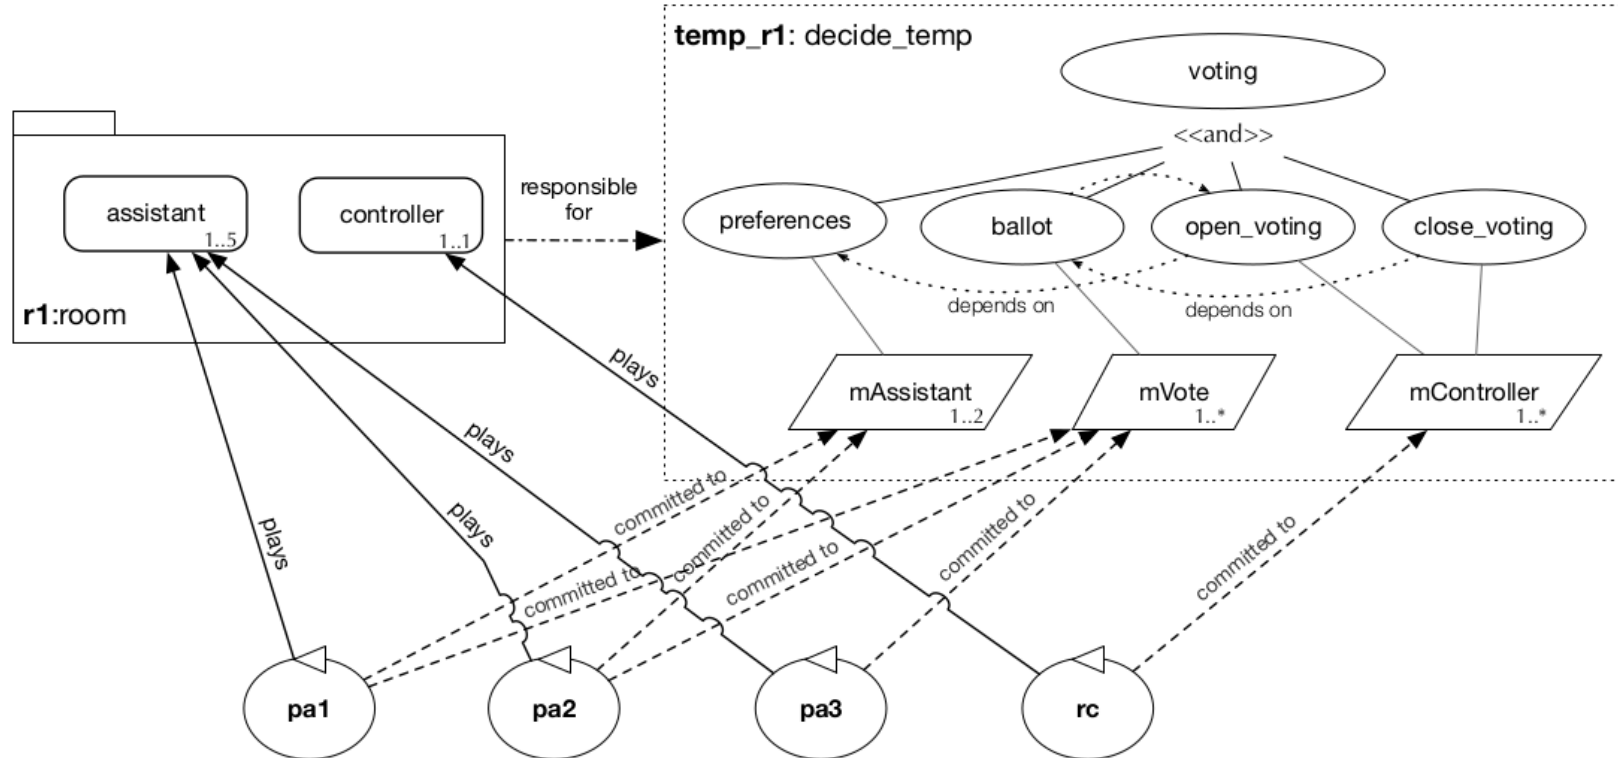 temp_r1: decide_temp
voting
<<and>>
responsible
for
assistant
1..5
controller
1..1
r1:room
preferences
ballot
open_voting
close_voting
depends on
depends on
mAssistant
1..2
mVote
1..*
mController
1..*
plays
plays
plays
plays
committed to
committed to
committed to
committed to
committed to
committed to
pa1
pa2
pa3
rc